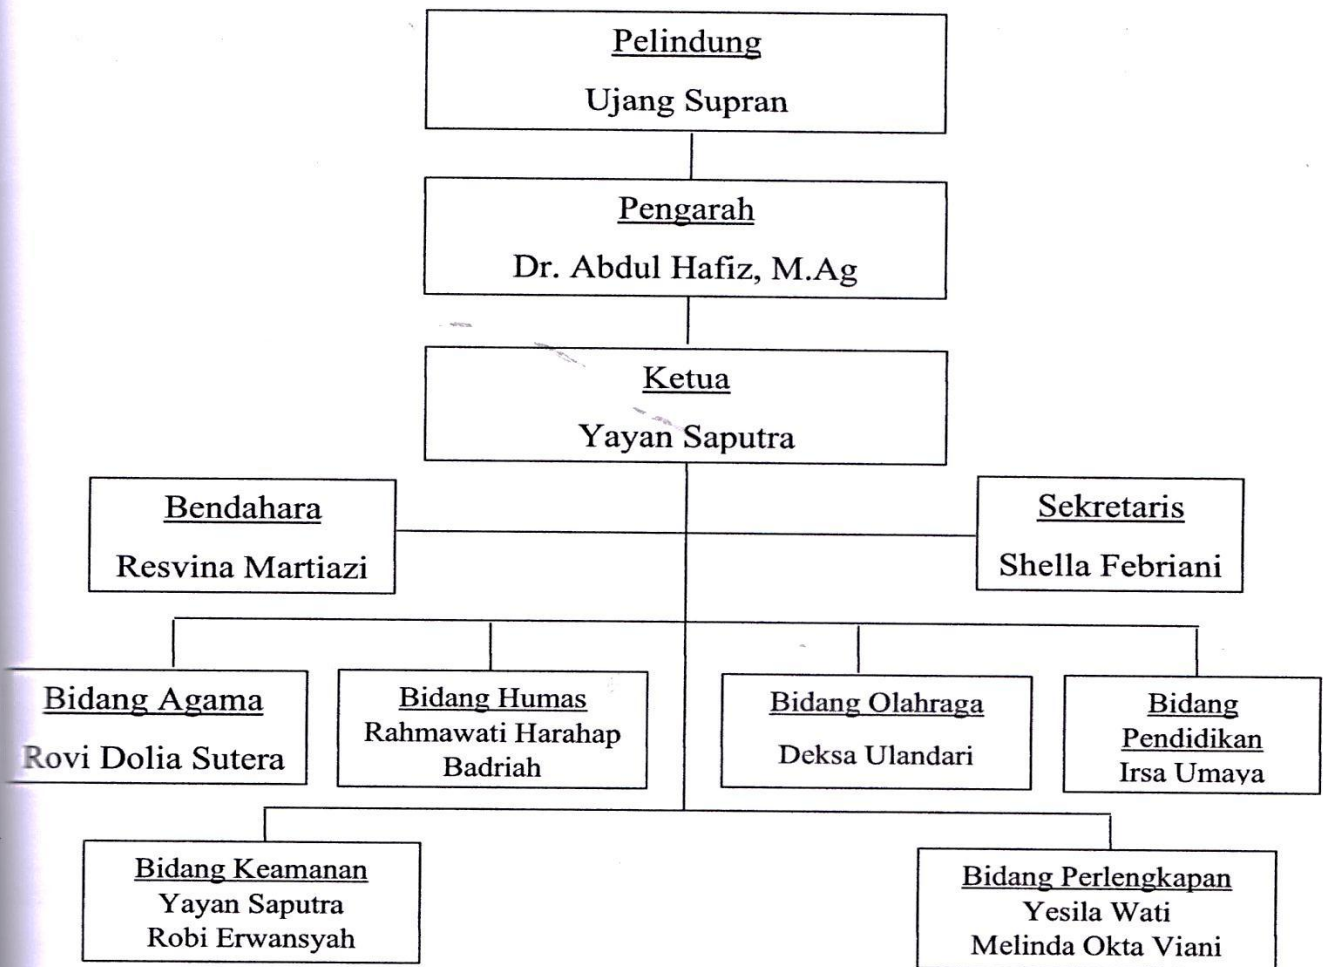 Pelindung
Ujang Supran
Pengarah
Dr. Abdul Hafiz, M.Ag
Ketua
Yayan Saputra
Bendahara
Resvina Martiazi
Sekretaris
Shella Febriani
Bidang Agama
Rovi Dolia Sutera
Bidang Humas
Rahmawati Harahap
Badriah
Bidang Olahraga
Deksa Ulandari
Bidang
Pendidikan
Irsa Umaya
Bidang Keamanan
Yayan Saputra
Robi Erwansyah
Bidang Perlengkapan
Yesila Wati
Melinda Okta Viani